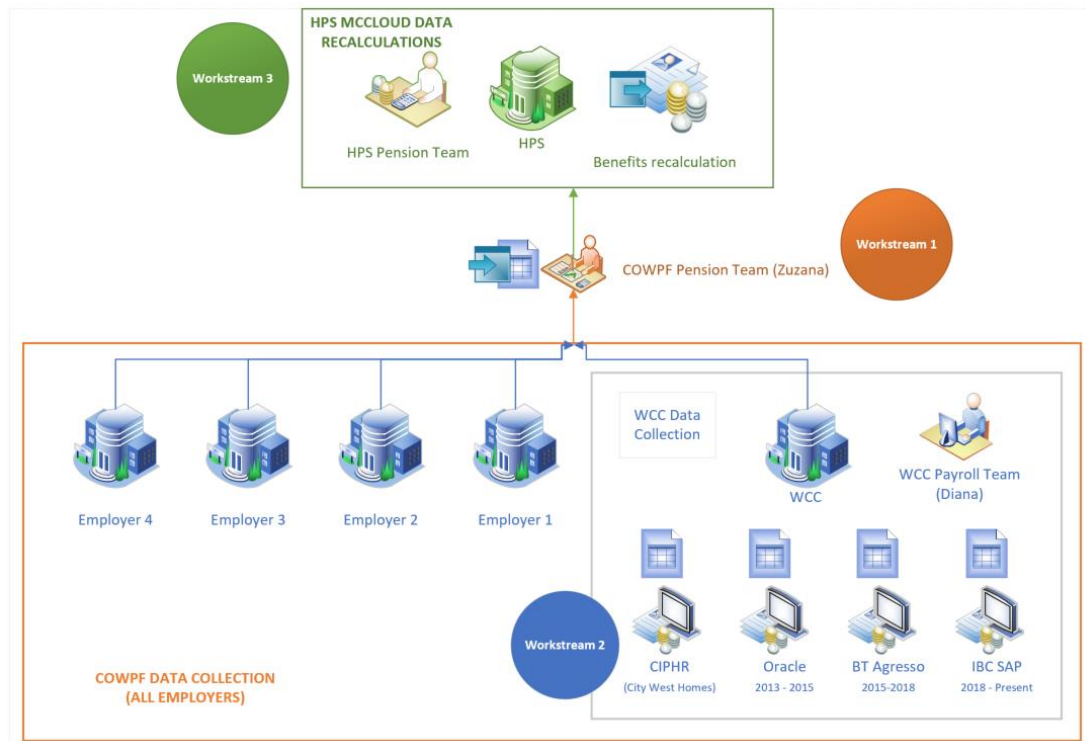 HPS MCCLOUD DATA
RECALCULATIONS
Workstream 3
HPS Pension Team
HPS
Benefits recalculation
Workstream 1
COWPF Pension Team (Zuzana)
WCC Data
Collection
WCC
WCC Payroll Team
(Diana)
Employer 4
Employer 3
Employer 2
Employer 1
Workstream 2
CIPHR
(City West Homes)
Oracle
2013 - 2015
BT Agresso
2015-2018
IBC SAP
2018 - Present
COWPF DATA COLLECTION
(ALL EMPLOYERS)